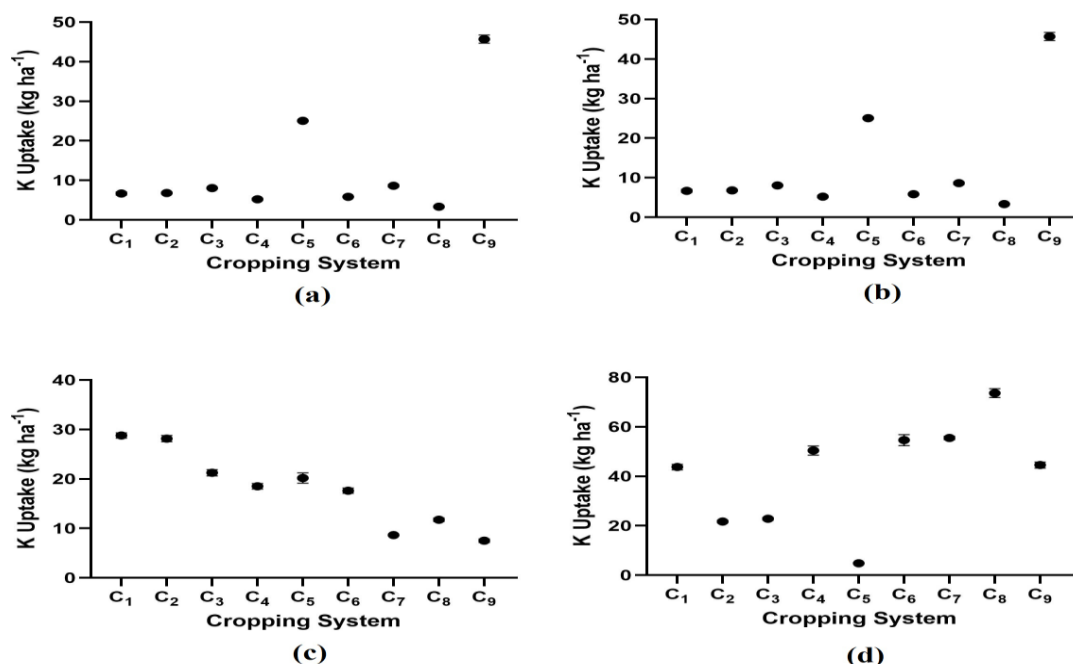 50
40
30
20
10
0
K Uptake (kg ha⁻¹)
C₁ C₂ C₃ C₄ C₅ C₆ C₇ C₈ C₉
Cropping System
(a)
50
40
30
20
10
0
K Uptake (kg ha⁻¹)
C₁ C₂ C₃ C₄ C₅ C₆ C₇ C₈ C₉
Cropping System
(b)
40
30
20
10
0
K Uptake (kg ha⁻¹)
C₁ C₂ C₃ C₄ C₅ C₆ C₇ C₈ C₉
Cropping System
(c)
80
60
40
20
0
K Uptake (kg ha⁻¹)
C₁ C₂ C₃ C₄ C₅ C₆ C₇ C₈ C₉
Cropping System
(d)